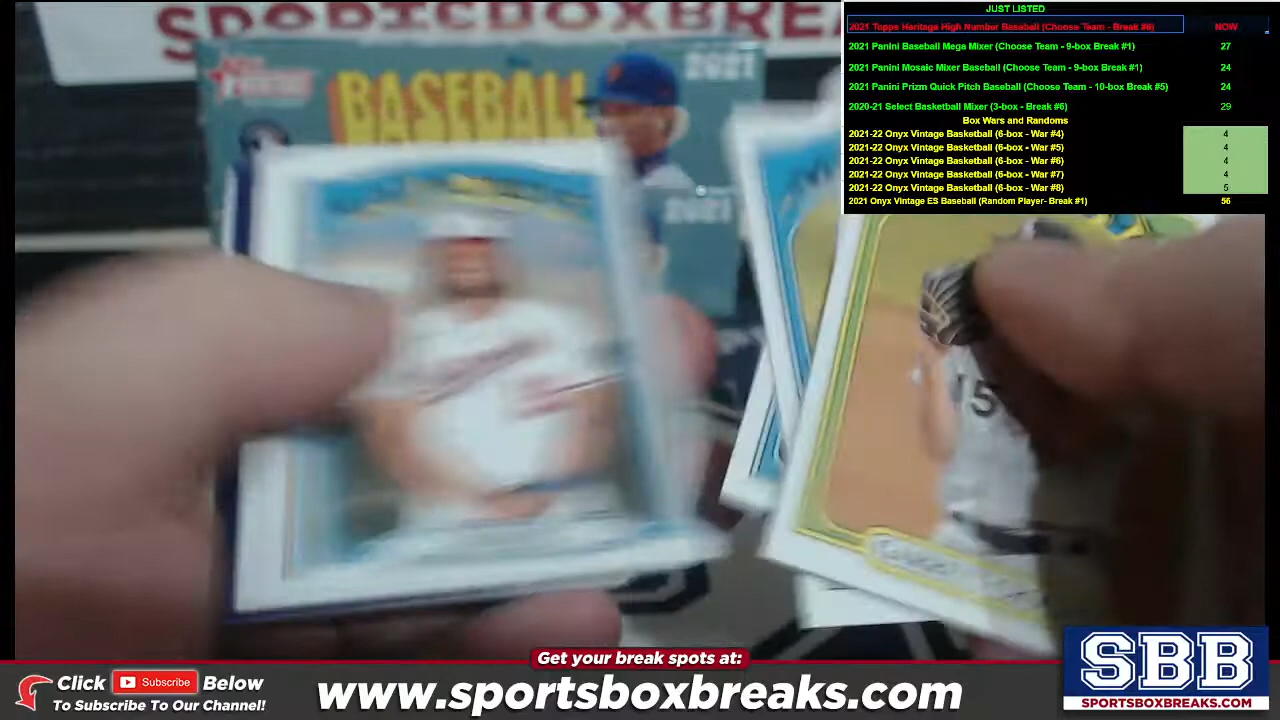 SPORTSBOXBREA
2021
2021
JUST LISTED
2021 Topps Heritage High Number Baseball (Choose Team - Break #6) NOW
2021 Panini Baseball Mega Mixer (Choose Team - 9-box Break #1) 27
2021 Panini Mosaic Mixer Baseball (Choose Team - 9-box Break #1) 24
2021 Panini Prizm Quick Pitch Baseball (Choose Team - 10-box Break #5) 24
2020-21 Select Basketball Mixer (3-box - Break #6) 29
Box Wars and Randoms
2021-22 Onyx Vintage Basketball (6-box - War #4) 4
2021-22 Onyx Vintage Basketball (6-box - War #5) 4
2021-22 Onyx Vintage Basketball (6-box - War #6) 4
2021-22 Onyx Vintage Basketball (6-box - War #7) 4
2021-22 Onyx Vintage Basketball (6-box - War #8) 5
2021 Onyx Vintage ES Baseball (Random Player- Break #1) 56
Get your break spots at:
Click Subscribe Below
To Subscribe To Our Channel!
www.sportsboxbreaks.com
SBB
SPORTSBOXBREAKS.COM